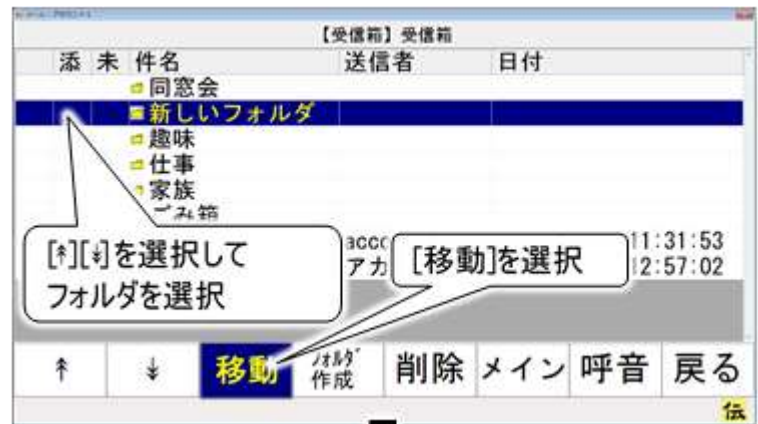 【受信箱】受信箱
添 未 件名 送信者 日付
同窓会
新しいフォルダ
趣味
仕事
家族
ごみ箱
11:31:53
12:57:02
[↟][↡]を選択して
フォルダを選択
[移動]を選択
↟ ↡ 移動 ﾌｫﾙﾀﾞ作成 削除 メイン 呼音 戻る
伝